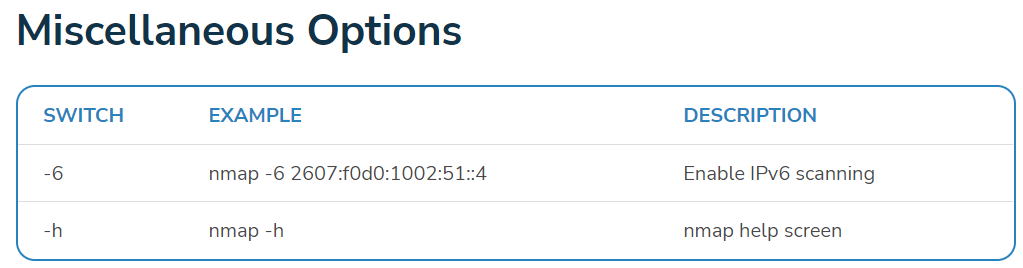 Miscellaneous Options
SWITCH EXAMPLE DESCRIPTION
-6 nmap -6 2607:f0d0:1002:51::4 Enable IPv6 scanning
-h nmap -h nmap help screen